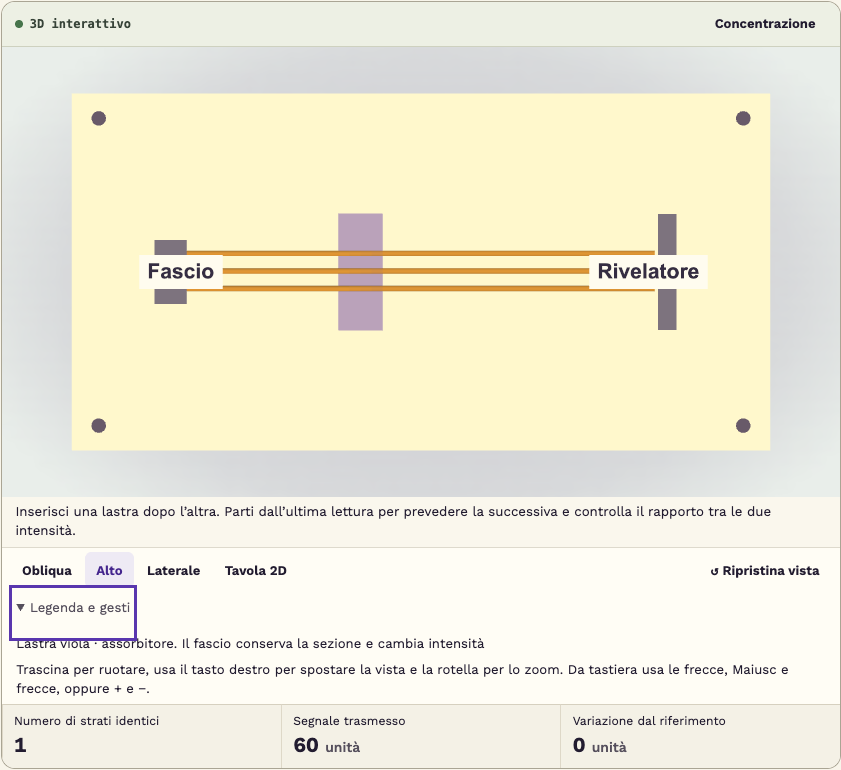 3D interattivo
Concentrazione
Fascio
Rivelatore
Inserisci una lastra dopo l’altra. Parti dall’ultima lettura per prevedere la successiva e controlla il rapporto tra le due
intensità.
Obliqua
Alto
Laterale
Tavola 2D
↺ Ripristina vista
▼ Legenda e gesti
Lastra viola · assorbitore. Il fascio conserva la sezione e cambia intensità
Trascina per ruotare, usa il tasto destro per spostare la vista e la rotella per lo zoom. Da tastiera usa le frecce, Maiusc e
frecce, oppure + e −.
Numero di strati identici
1
Segnale trasmesso
60 unità
Variazione dal riferimento
0 unità